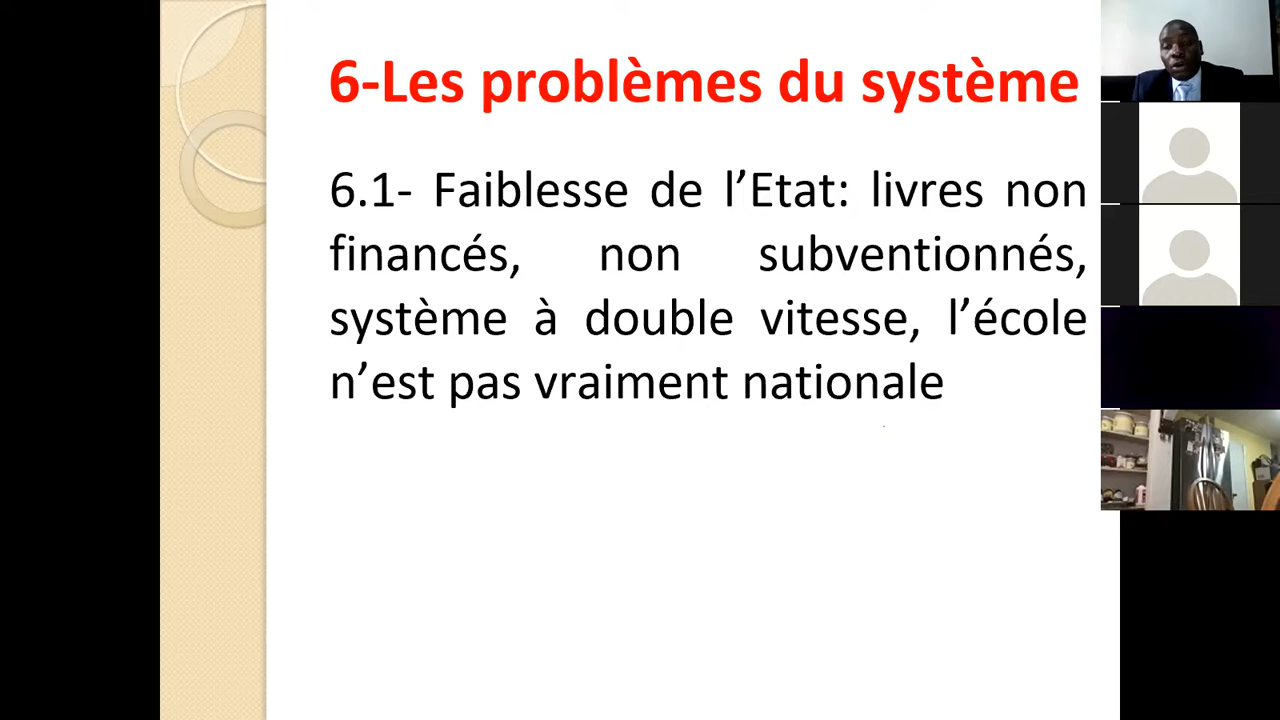 6-Les problèmes du système
6.1- Faiblesse de l’Etat: livres non
financés, non subventionnés,
système à double vitesse, l’école
n’est pas vraiment nationale